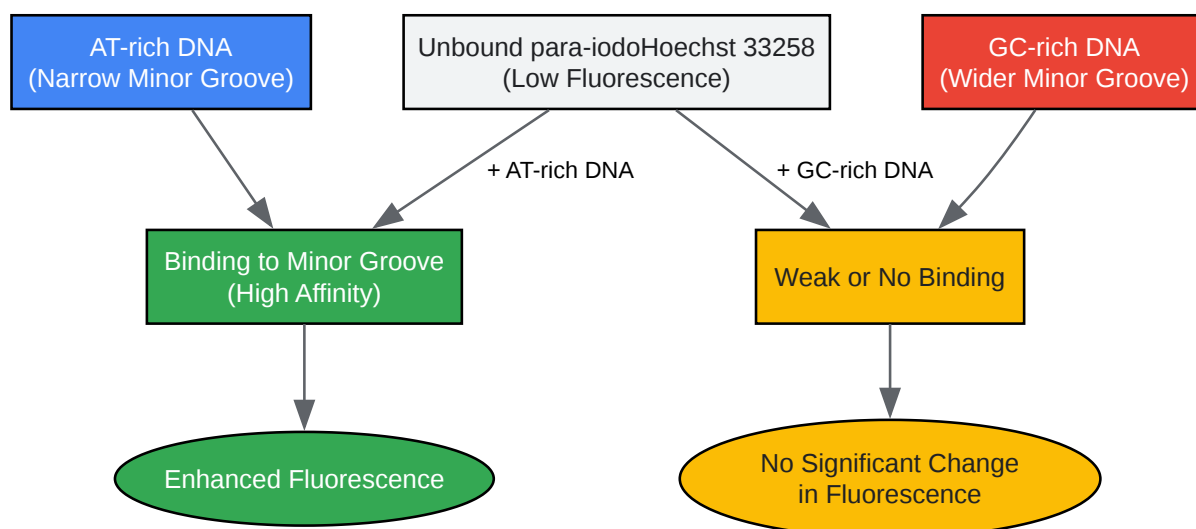 AT-rich DNA
(Narrow Minor Groove)
Unbound para-iodoHoechst 33258
(Low Fluorescence)
GC-rich DNA
(Wider Minor Groove)
+ AT-rich DNA
+ GC-rich DNA
Binding to Minor Groove
(High Affinity)
Weak or No Binding
Enhanced Fluorescence
No Significant Change
in Fluorescence